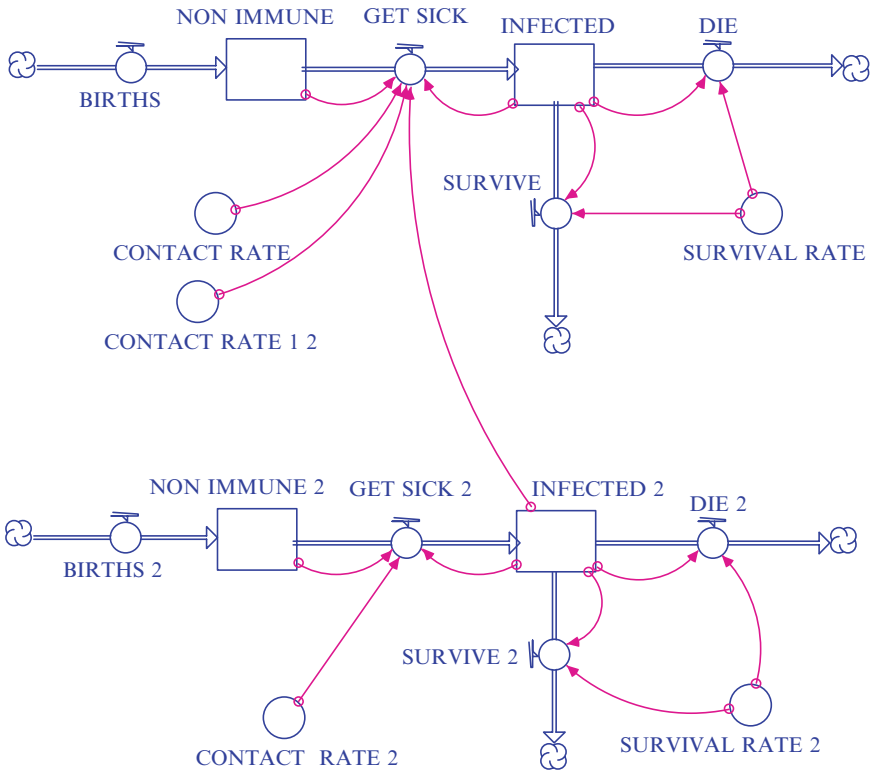 NON IMMUNE
GET SICK
INFECTED
DIE
BIRTHS
SURVIVE
CONTACT RATE
SURVIVAL RATE
CONTACT RATE 1 2
NON IMMUNE 2
GET SICK 2
INFECTED 2
DIE 2
BIRTHS 2
SURVIVE 2
CONTACT RATE 2
SURVIVAL RATE 2